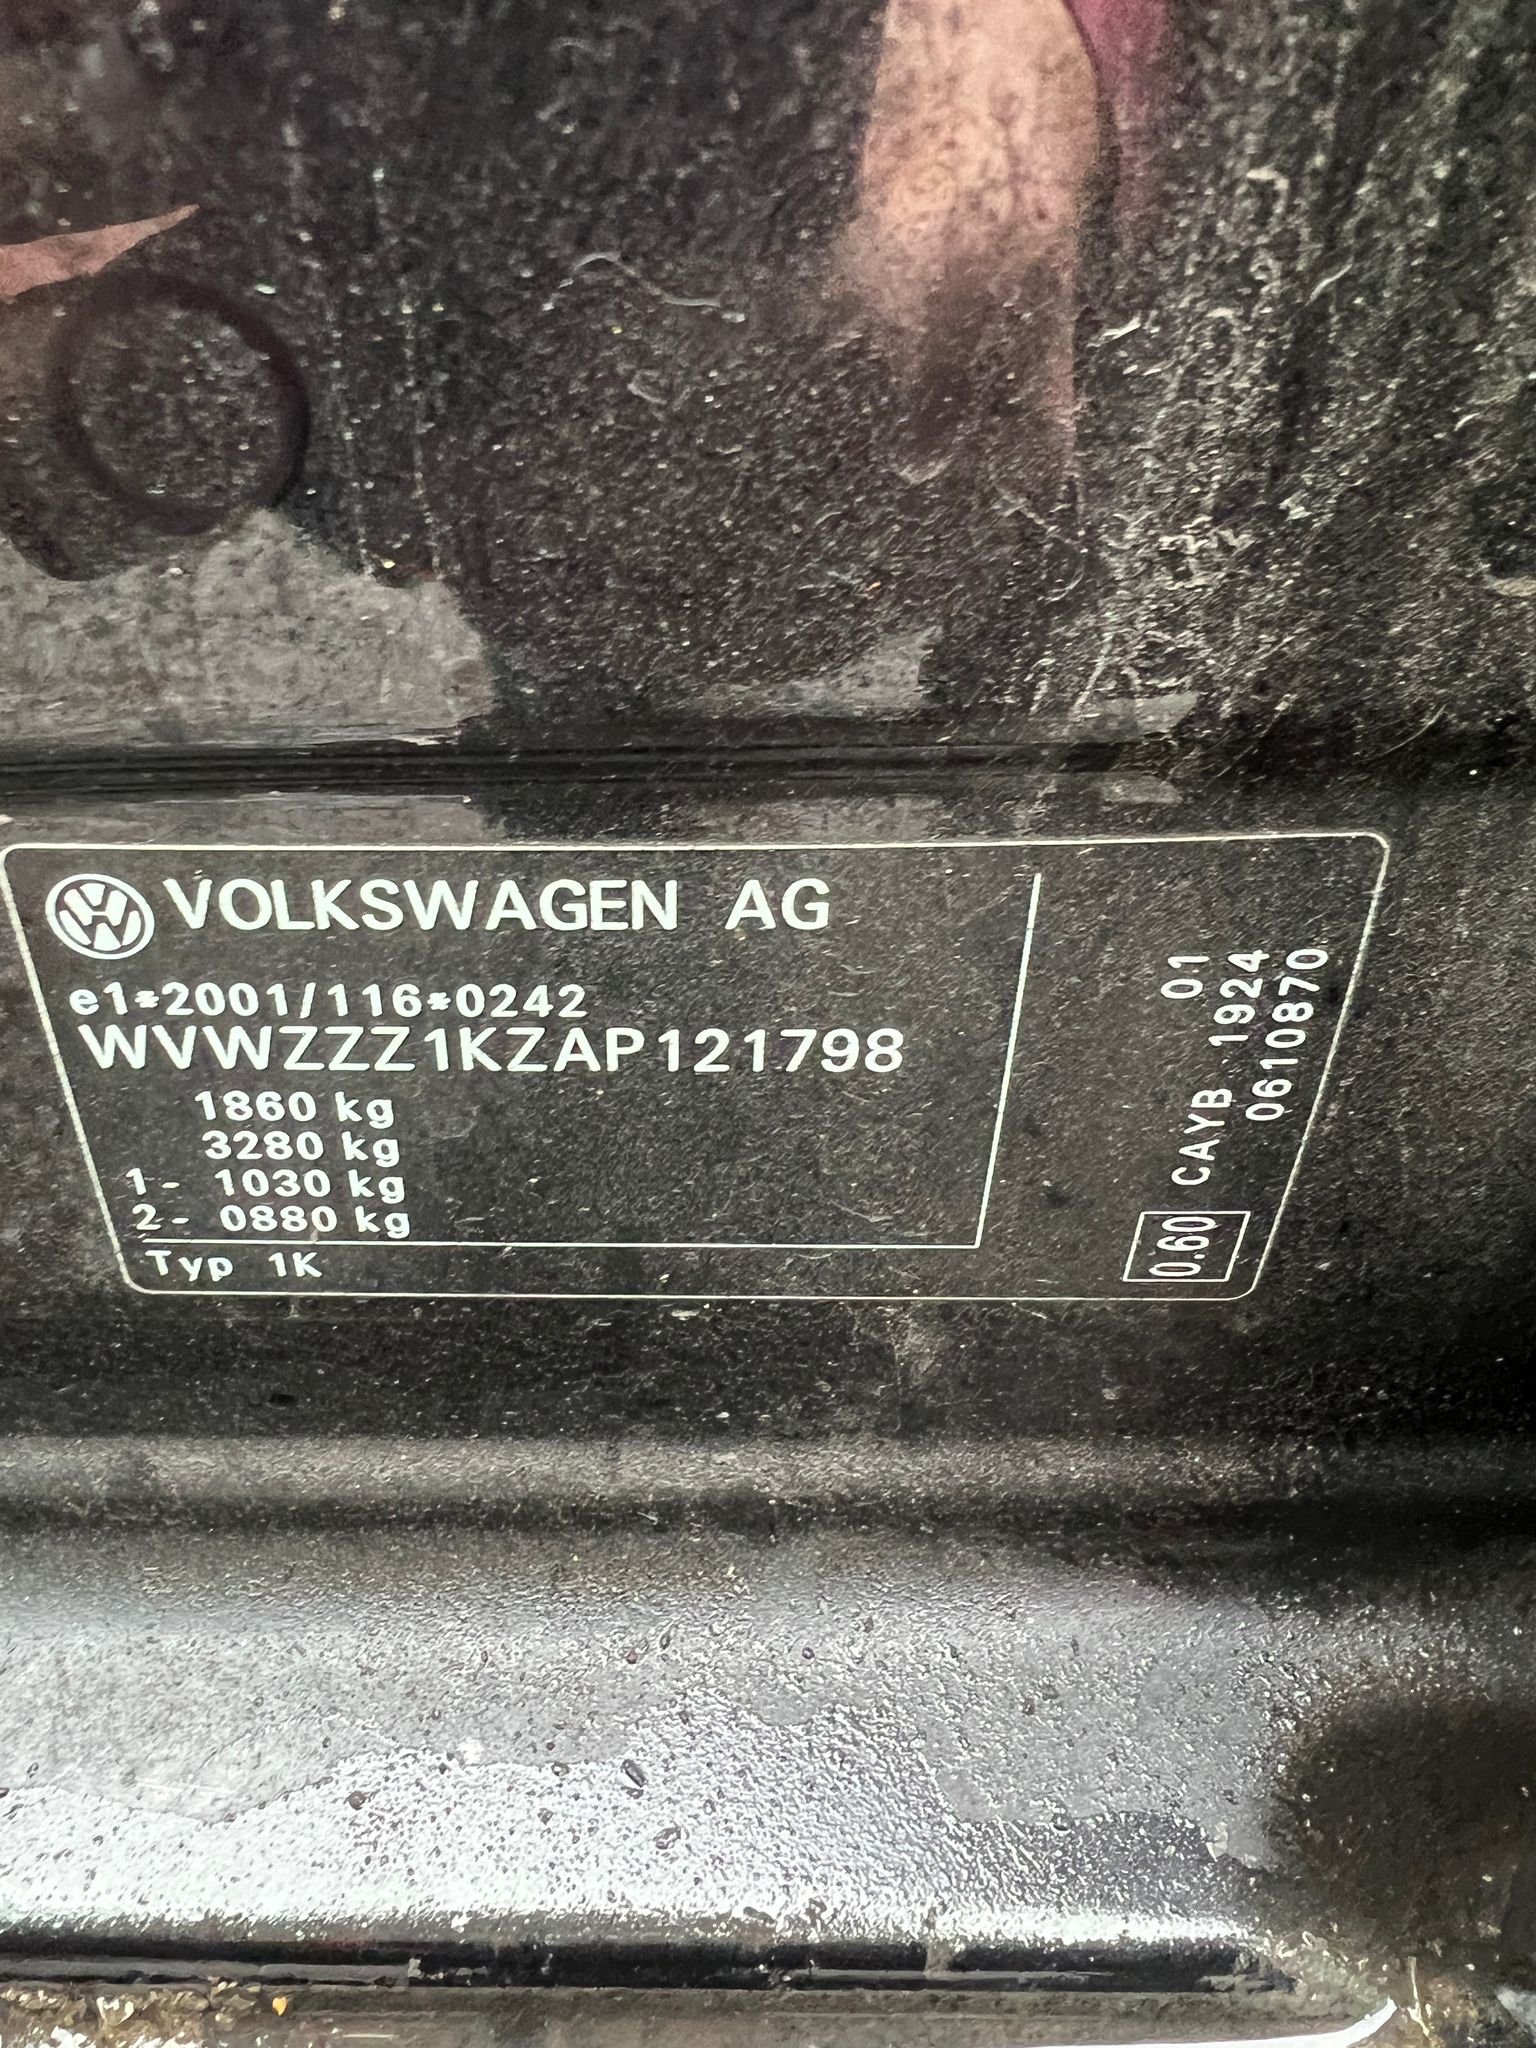 VOLKSWAGEN AG
e1*2001/116*0242
WVWZZZ1KZAP121798
1860 kg
3280 kg
1- 1030 kg
2- 0880 kg
Typ 1K
0.60 CAYB 01
1924
0610870